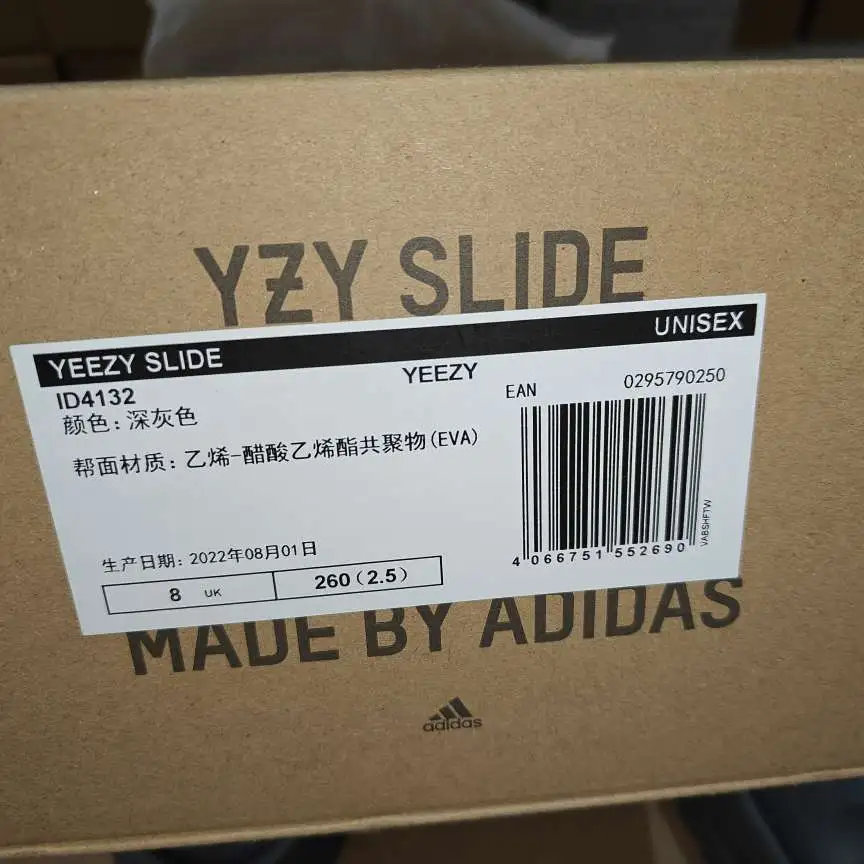 YZY SLIDE
YEEZY SLIDE UNISEX
ID4132 YEEZY EAN 0295790250
颜色:深灰色
帮面材质:乙烯-醋酸乙烯酯共聚物(EVA)
生产日期:2022年08月01日
8 UK 260(2.5)
4 066751 552690
VABSHFTW
MADE BY ADIDAS
adidas